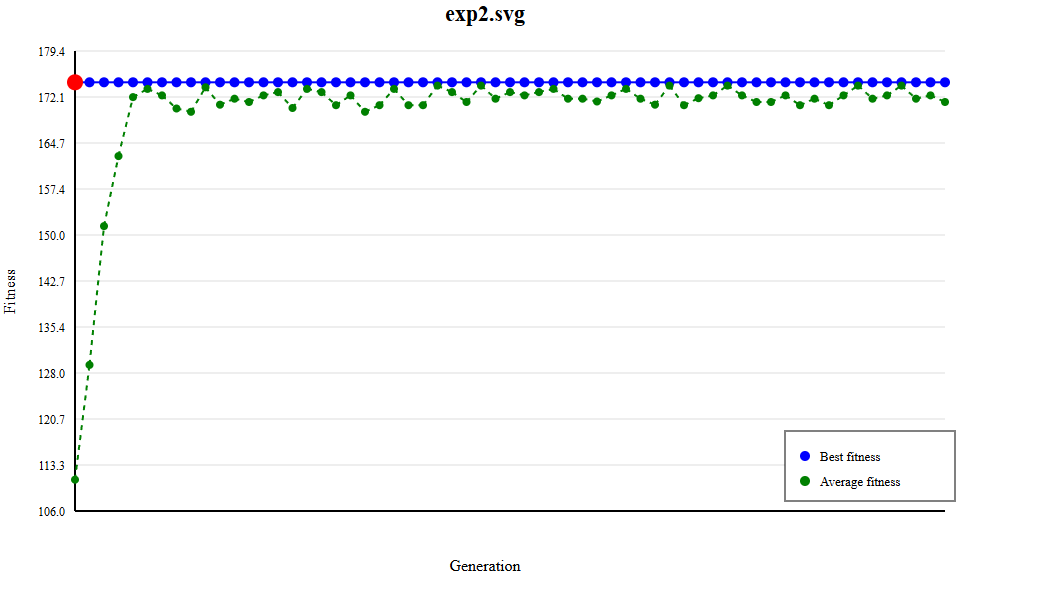 exp2.svg
179.4
172.1
164.7
157.4
150.0
142.7
135.4
128.0
120.7
113.3
106.0
Fitness
Best fitness
Average fitness
Generation